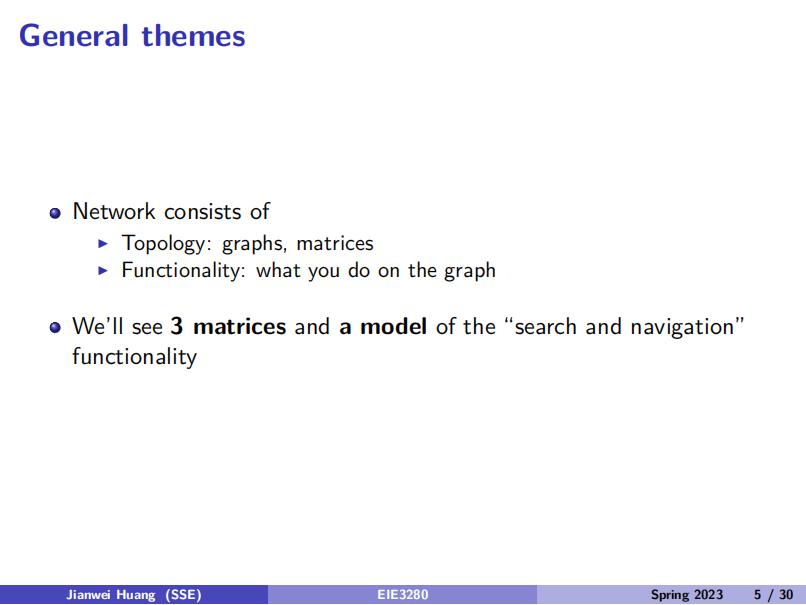 General themes
Network consists of
Topology: graphs, matrices
Functionality: what you do on the graph
We'll see 3 matrices and a model of the “search and navigation”
functionality
Jianwei Huang (SSE) EIE3280 Spring 2023 5 / 30